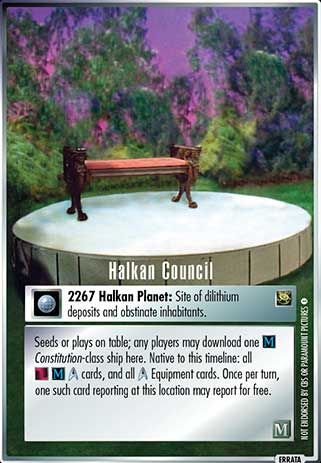 Halkan Council
2267 Halkan Planet: Site of dilithium
deposits and obstinate inhabitants.
Seeds or plays on table; any players may download one M
Constitution-class ship here. Native to this timeline: all
M cards, and all Equipment cards. Once per turn,
one such card reporting at this location may report for free.
M
ERRATA
NOT ENDORSED BY CBS OR PARAMOUNT PICTURES